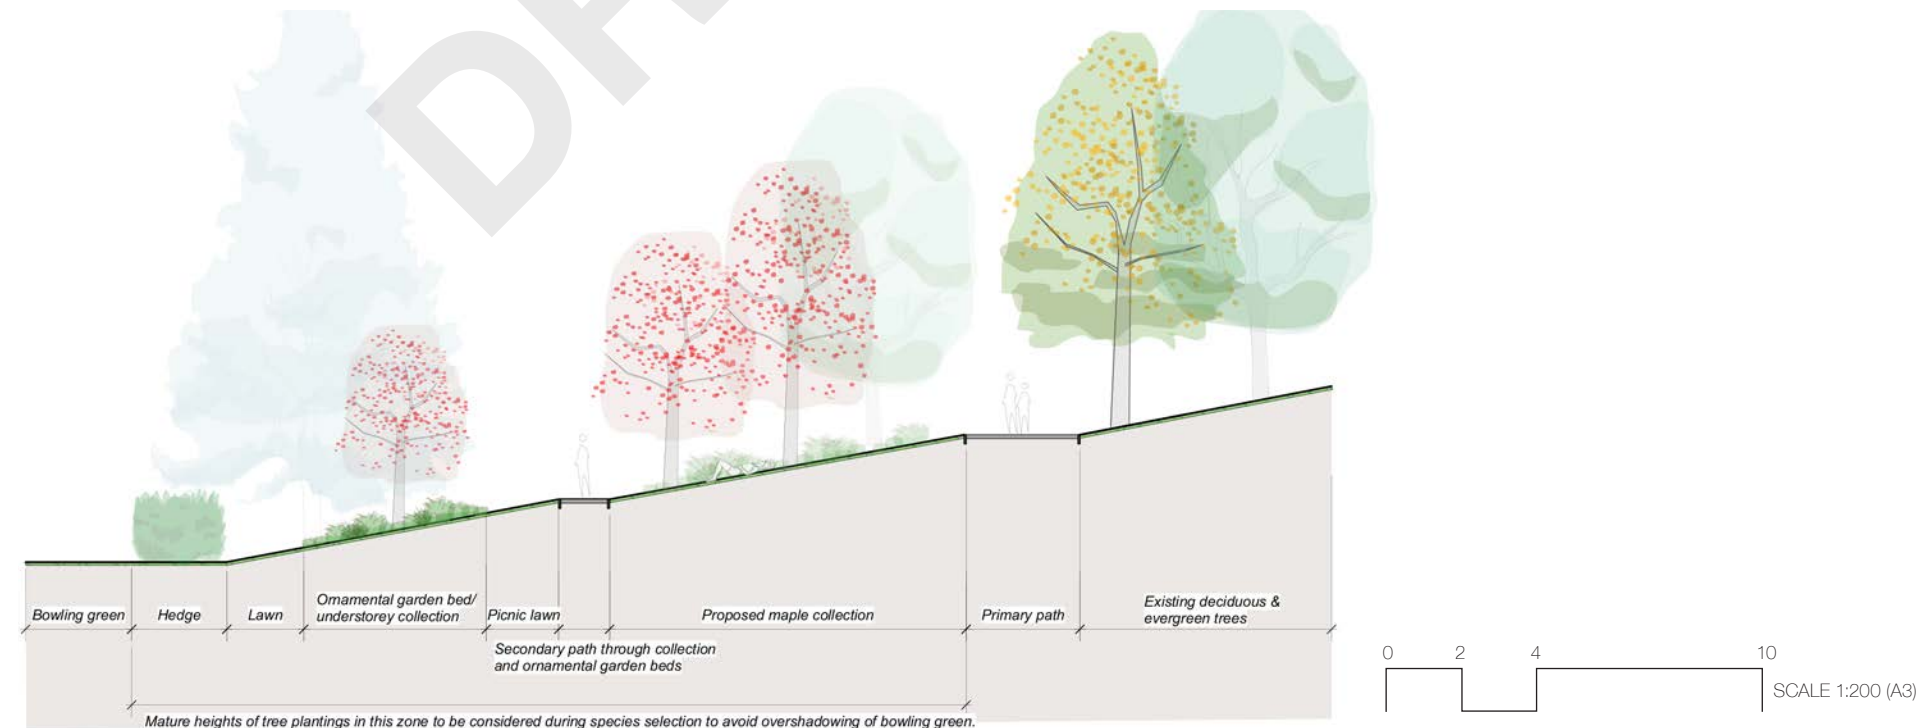 DR
Bowling green
Hedge
Lawn
Ornamental garden bed/
understorey collection
Picnic lawn
Proposed maple collection
Primary path
Existing deciduous &
evergreen trees
Secondary path through collection
and ornamental garden beds
Mature heights of tree plantings in this zone to be considered during species selection to avoid overshadowing of bowling green.
0 2 4 10
SCALE 1:200 (A3)